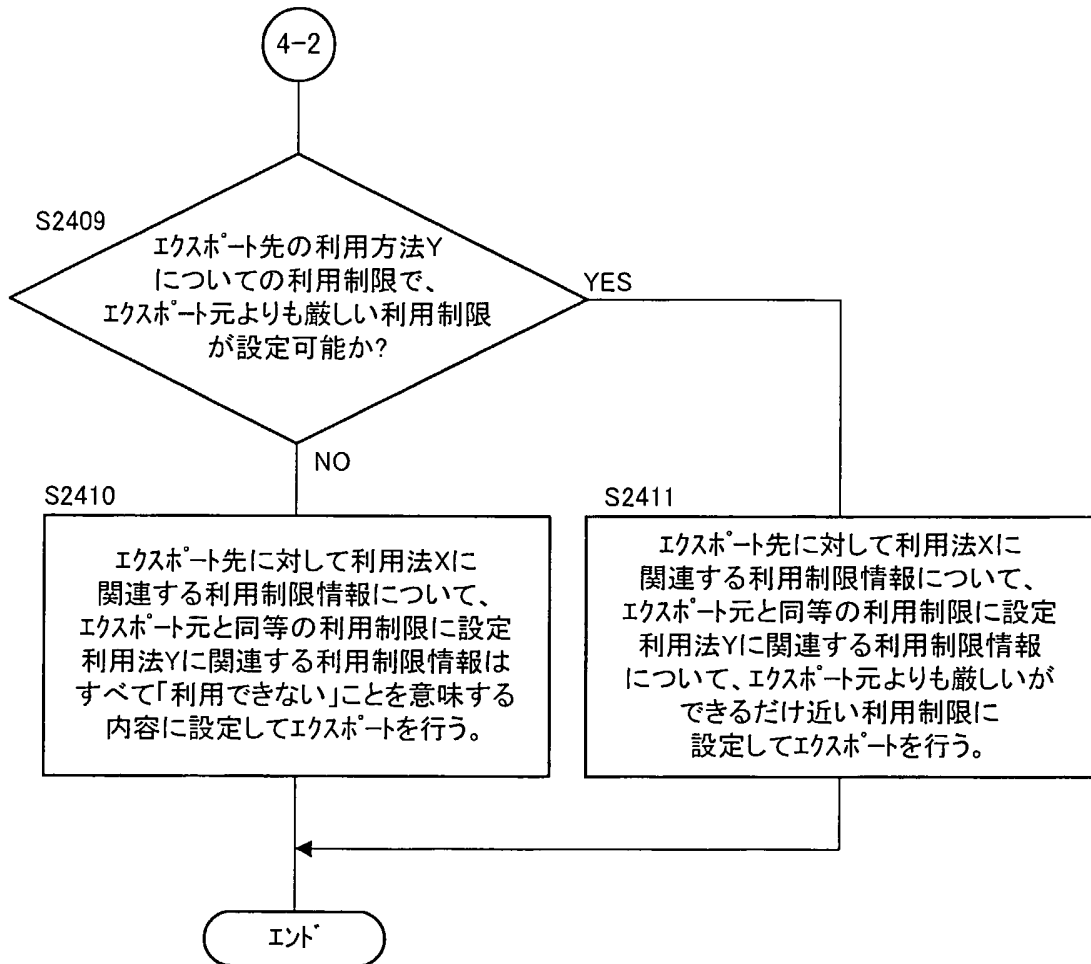 4-2
S2409
ｴｸｽﾎﾟｰﾄ先の利用方法Y
についての利用制限で、
ｴｸｽﾎﾟｰﾄ元よりも厳しい利用制限
が設定可能か?
YES
NO
S2410
ｴｸｽﾎﾟｰﾄ先に対して利用法Xに
関連する利用制限情報について、
ｴｸｽﾎﾟｰﾄ元と同等の利用制限に設定
利用法Yに関連する利用制限情報は
すべて「利用できない」ことを意味する
内容に設定してｴｸｽﾎﾟｰﾄを行う。
S2411
ｴｸｽﾎﾟｰﾄ先に対して利用法Xに
関連する利用制限情報について、
ｴｸｽﾎﾟｰﾄ元と同等の利用制限に設定
利用法Yに関連する利用制限情報
について、ｴｸｽﾎﾟｰﾄ元よりも厳しいが
できるだけ近い利用制限に
設定してｴｸｽﾎﾟｰﾄを行う。
ｴﾝﾄﾞ